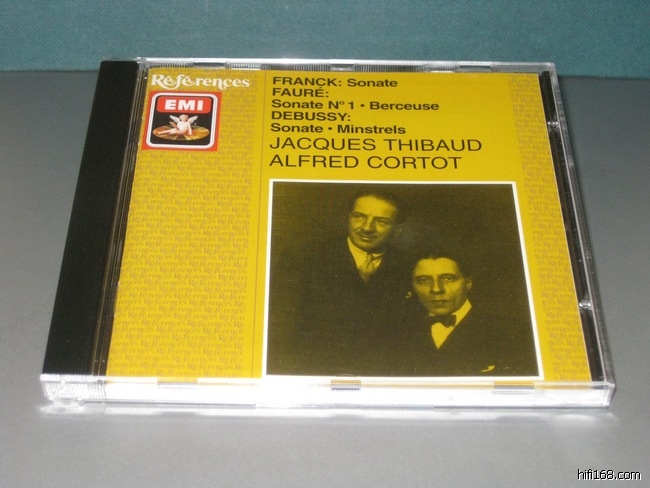 Références
EMI
FRANCK: Sonate
FAURÉ:
Sonate N° 1 • Berceuse
DEBUSSY:
Sonate • Minstrels
JACQUES THIBAUD
ALFRED CORTOT
hifi168.com